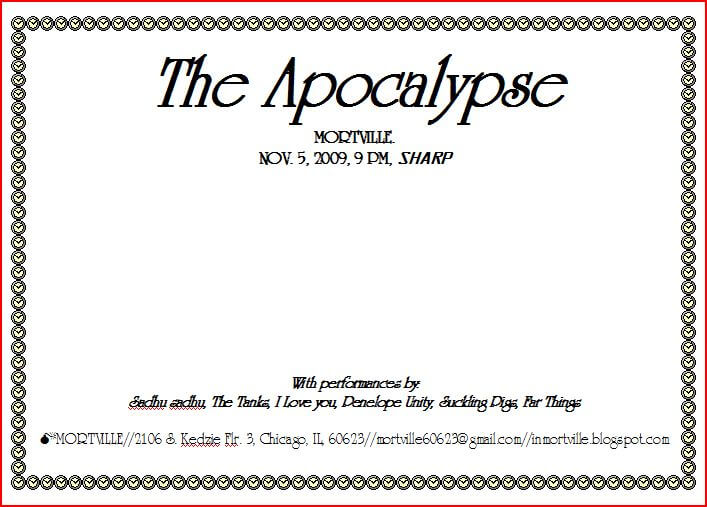 The Apocalypse
MORTVILLE.
NOV. 5, 2009, 9 PM, SHARP
With performances by:
Sadhu sadhu, The Tanks, I Love you, Penelope Unity, Suckling Pigs, Far Things
MORTVILLE//2106 S. Kedzie Flr. 3, Chicago, IL, 60623//mortville60623@gmail.com//inmortville.blogspot.com